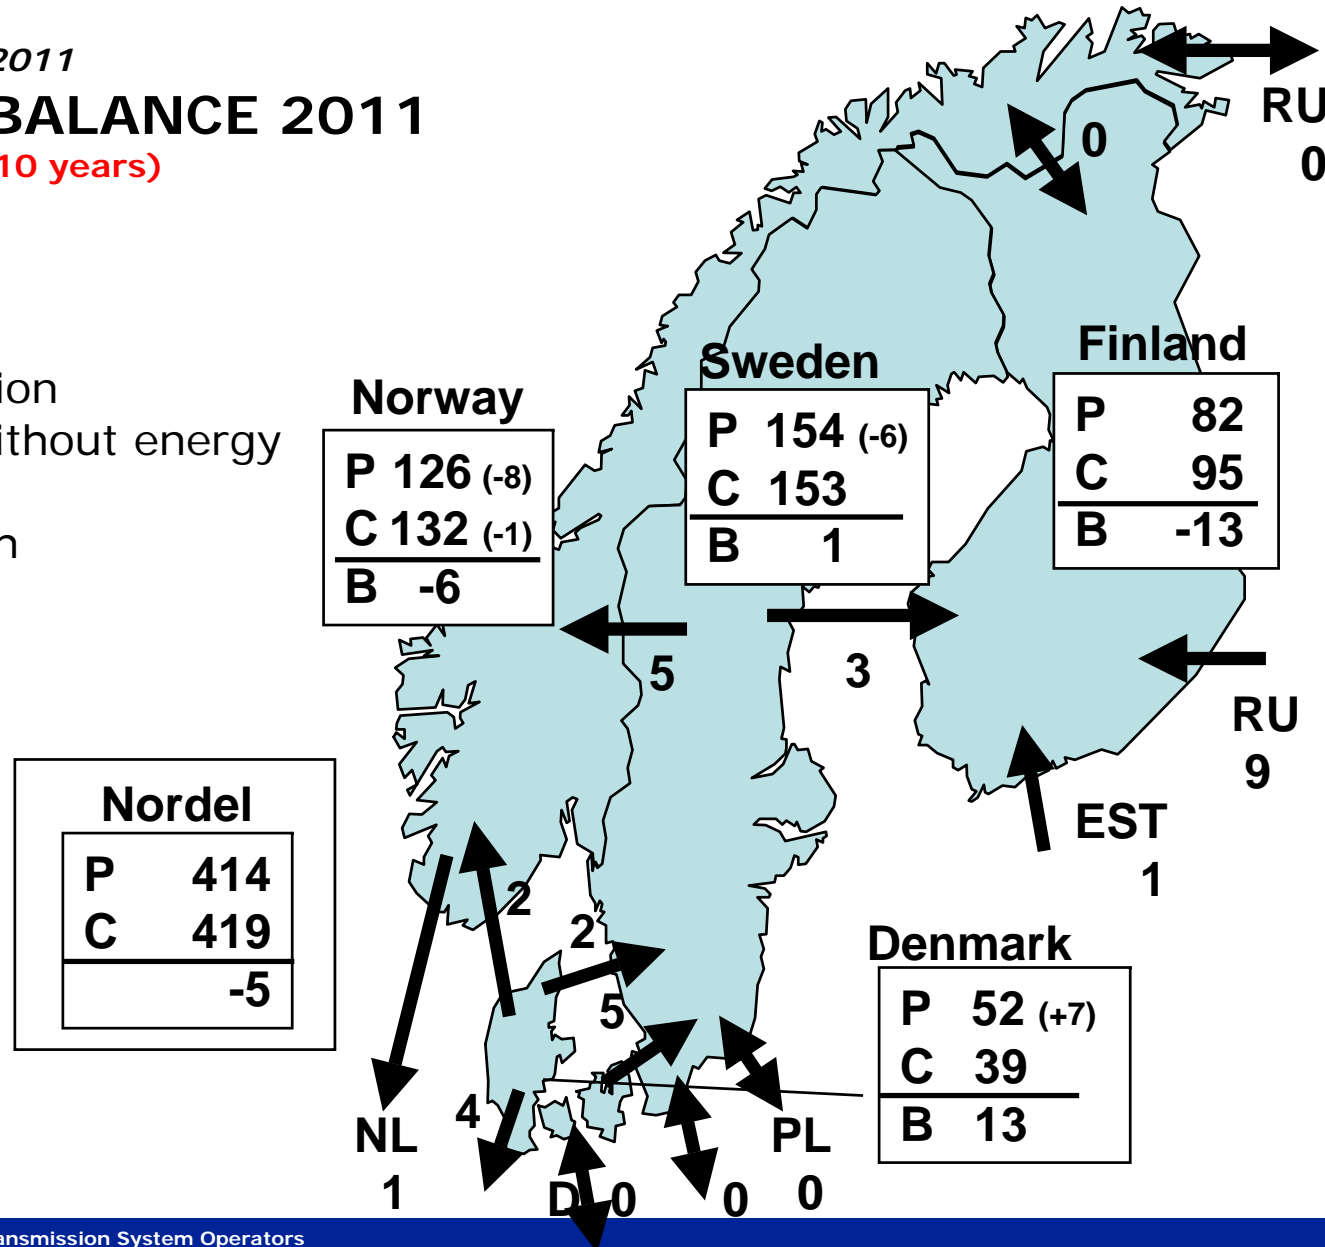 2011
BALANCE 2011
10 years)
ion
ithout energy
n
RU
0
0
Norway
P 126 (-8)
C 132 (-1)
B -6
Sweden
P 154 (-6)
C 153
B 1
Finland
P 82
C 95
B -13
5
3
RU
9
EST
1
Nordel
P 414
C 419
-5
2
2
5
Denmark
P 52 (+7)
C 39
B 13
4
NL
1
D 0
0
PL
0
ansmission System Operators